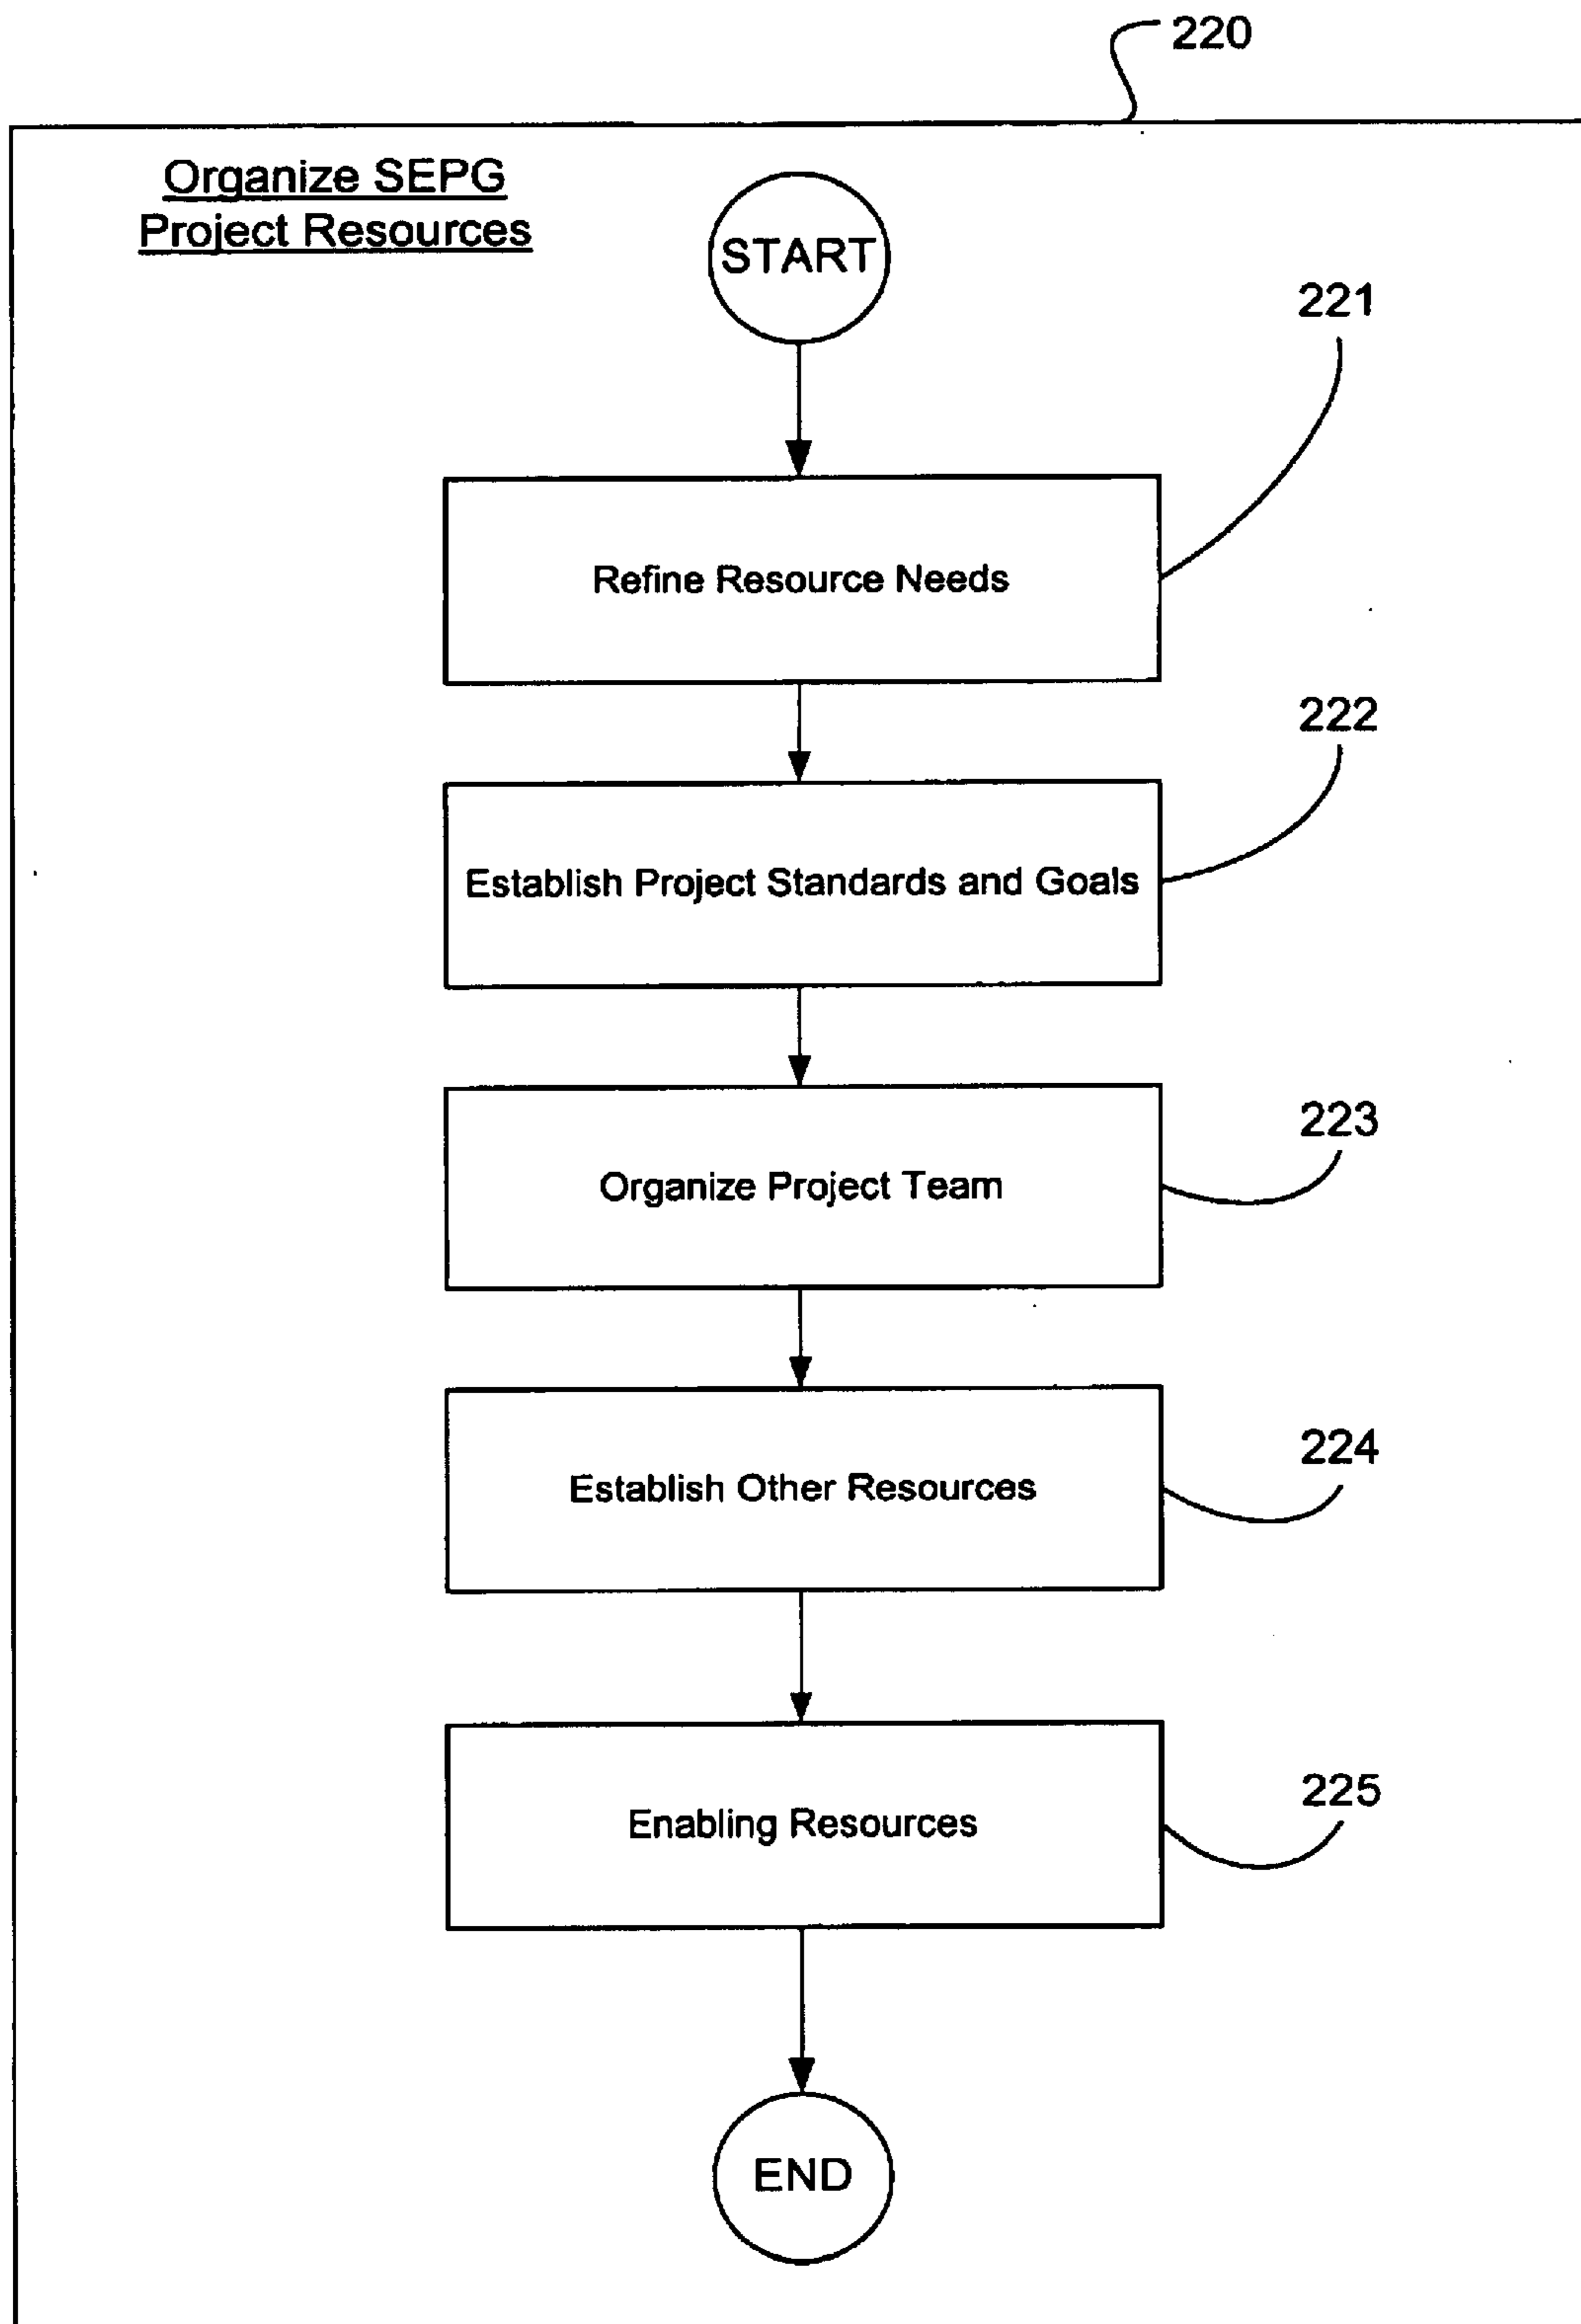 220
Organize SEPG
Project Resources
START
221
Refine Resource Needs
222
Establish Project Standards and Goals
223
Organize Project Team
224
Establish Other Resources
225
Enabling Resources
END